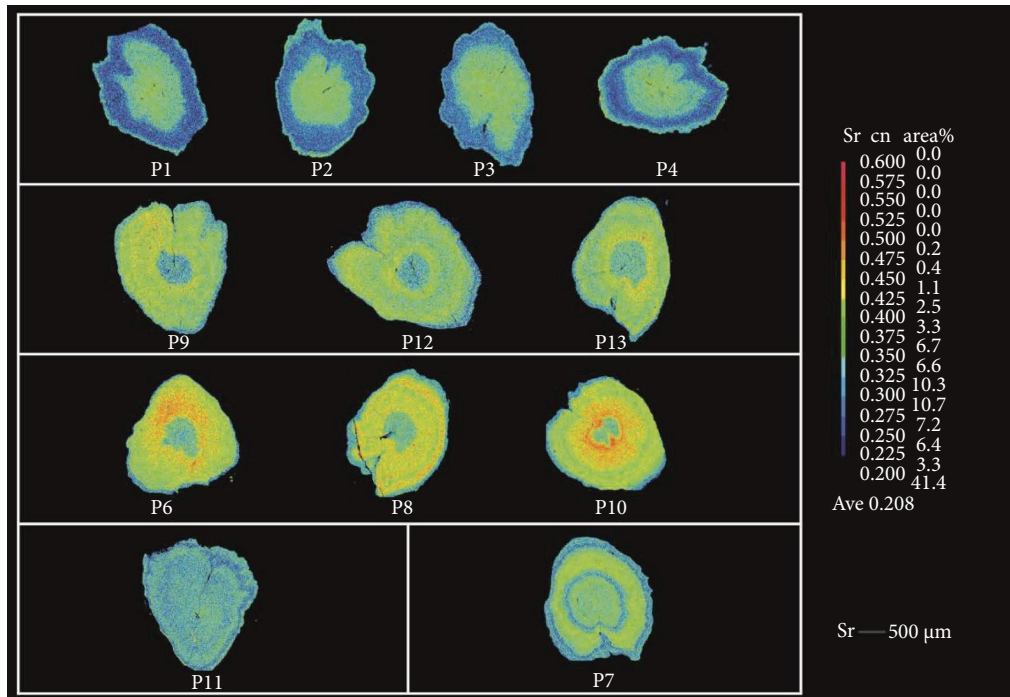 P1 P2 P3 P4
P9 P12 P13
P6 P8 P10
P11 P7
Sr cn area%
0.600 0.0
0.575 0.0
0.550 0.0
0.525 0.0
0.500 0.0
0.475 0.2
0.450 0.4
0.425 1.1
0.400 2.5
0.375 3.3
0.350 6.7
0.325 6.6
0.300 10.3
0.275 10.7
0.250 7.2
0.225 6.4
0.200 3.3
41.4
Ave 0.208
Sr 500 µm